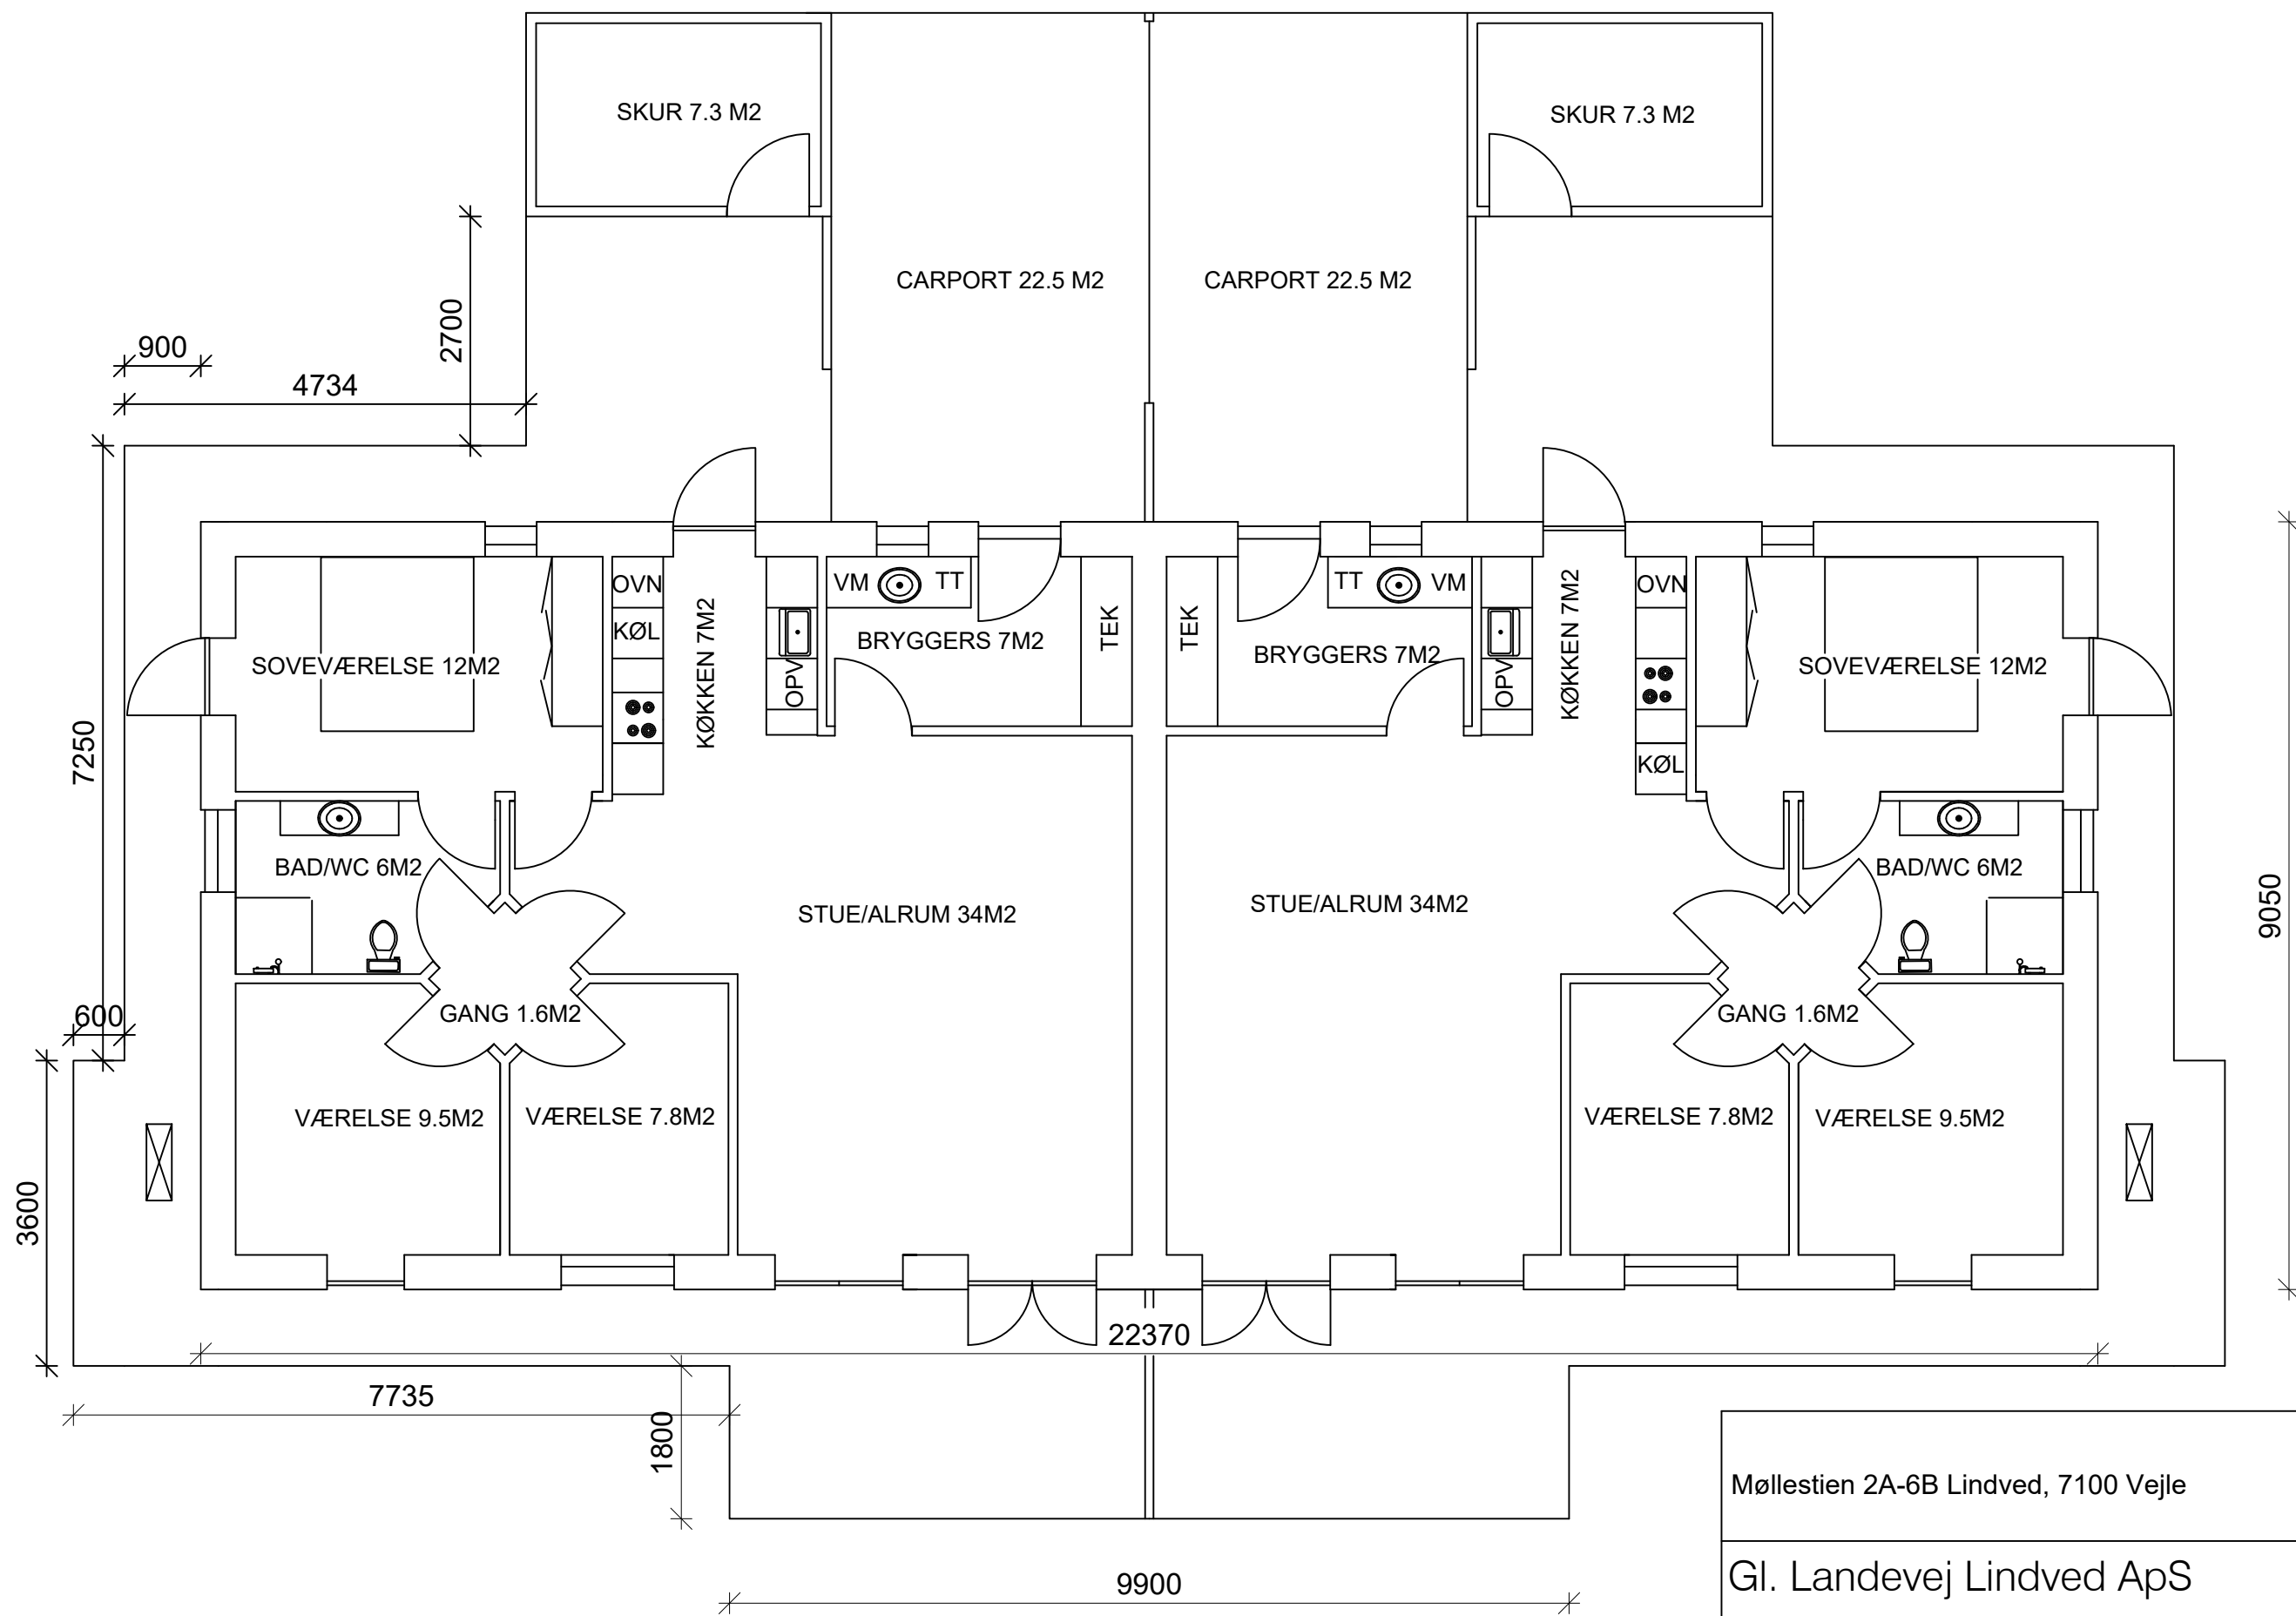 SKUR 7.3 M2
SKUR 7.3 M2
CARPORT 22.5 M2
CARPORT 22.5 M2
2700
900
4734
OVN
KØL
KØKKEN 7M2
OPV
VM
TT
BRYGGERS 7M2
TEK
TEK
TT
VM
BRYGGERS 7M2
OPV
KØKKEN 7M2
OVN
KØL
SOVEVÆRELSE 12M2
SOVEVÆRELSE 12M2
7250
BAD/WC 6M2
BAD/WC 6M2
STUE/ALRUM 34M2
STUE/ALRUM 34M2
9050
600
GANG 1.6M2
GANG 1.6M2
VÆRELSE 9.5M2
VÆRELSE 7.8M2
VÆRELSE 7.8M2
VÆRELSE 9.5M2
3600
22370
7735
1800
9900
Møllestien 2A-6B Lindved, 7100 Vejle
Gl. Landevej Lindved ApS